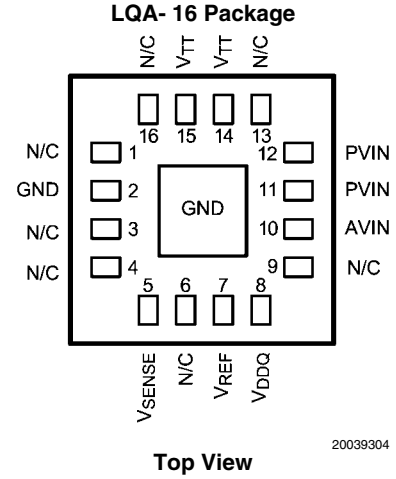 LQA- 16 Package
N/C VTT VTT N/C
16 15 14 13
N/C 1 12 PVIN
GND 2 GND 11 PVIN
N/C 3 10 AVIN
N/C 4 9 N/C
5 6 7 8
VSENSE N/C VREF VDDQ
20039304
Top View